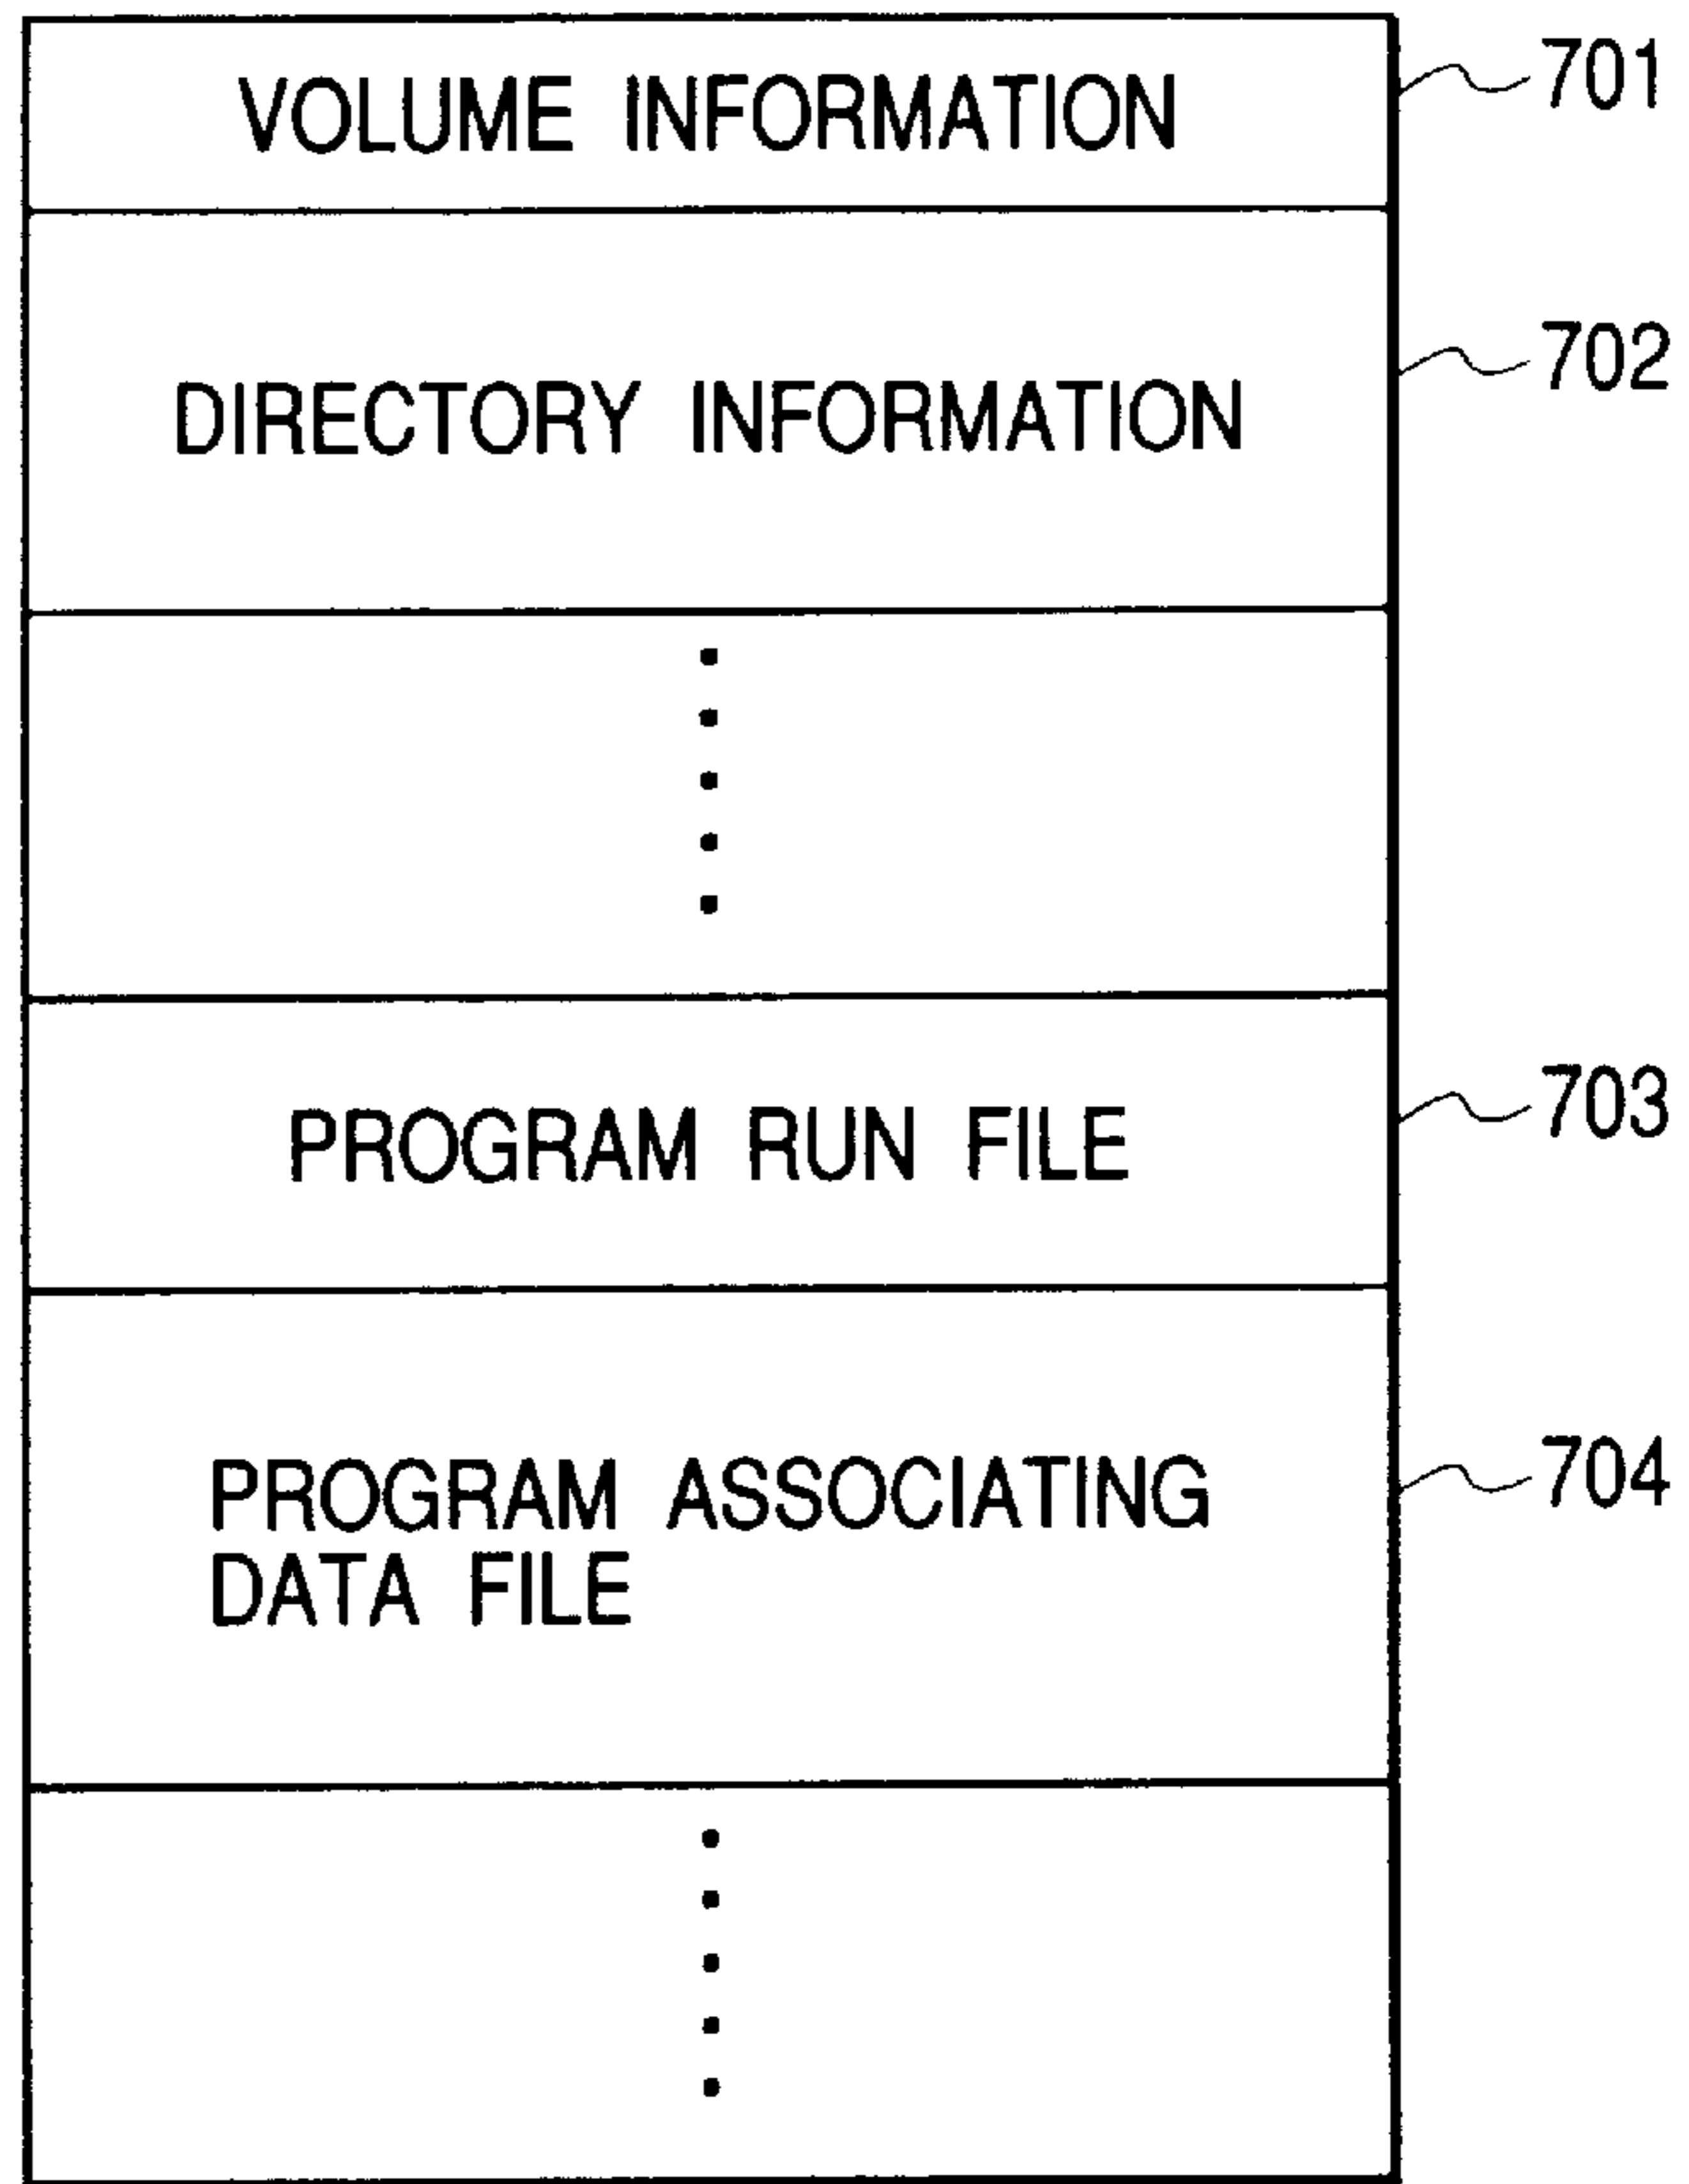 VOLUME INFORMATION
701
DIRECTORY INFORMATION
702
PROGRAM RUN FILE
703
PROGRAM ASSOCIATING
DATA FILE
704